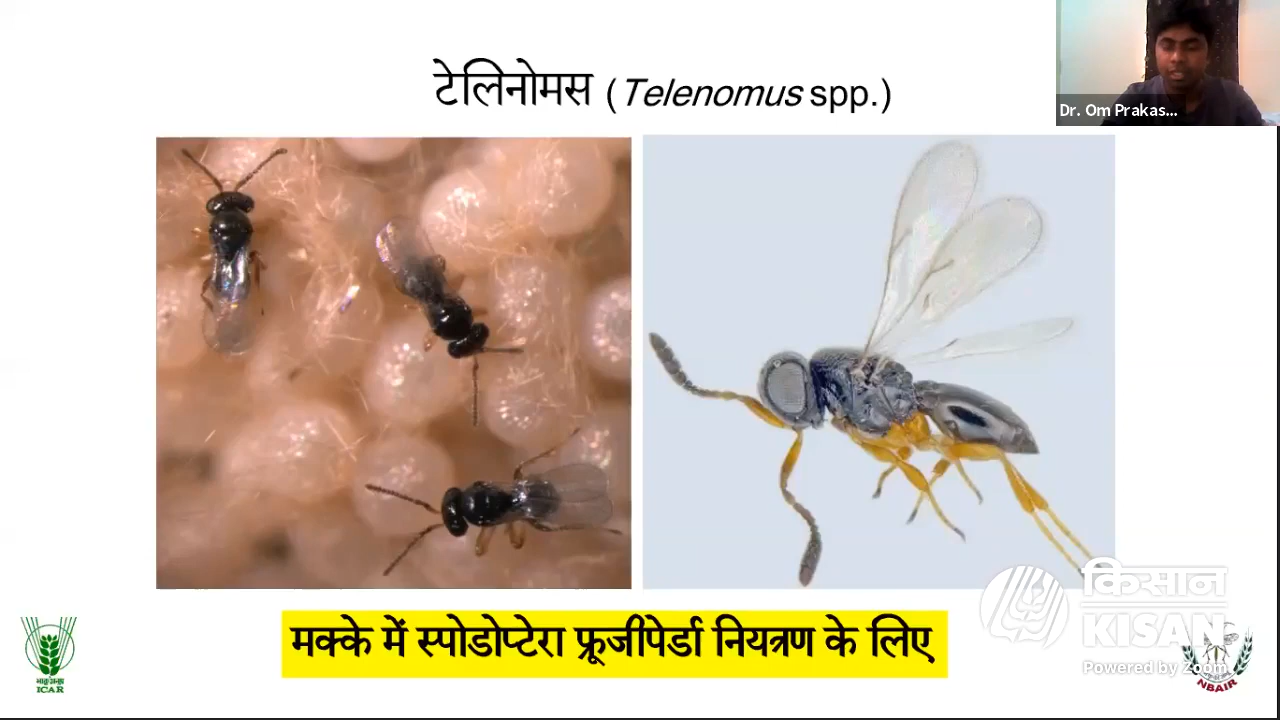 टेलिनोमस (Telenomus spp.)
Dr. Om Prakas...
मक्के में स्पोडोप्टेरा फ्रूजीपेर्डा नियत्रण के लिए
ICAR
किसान
KISAN
Powered by Zoom
NBAIR